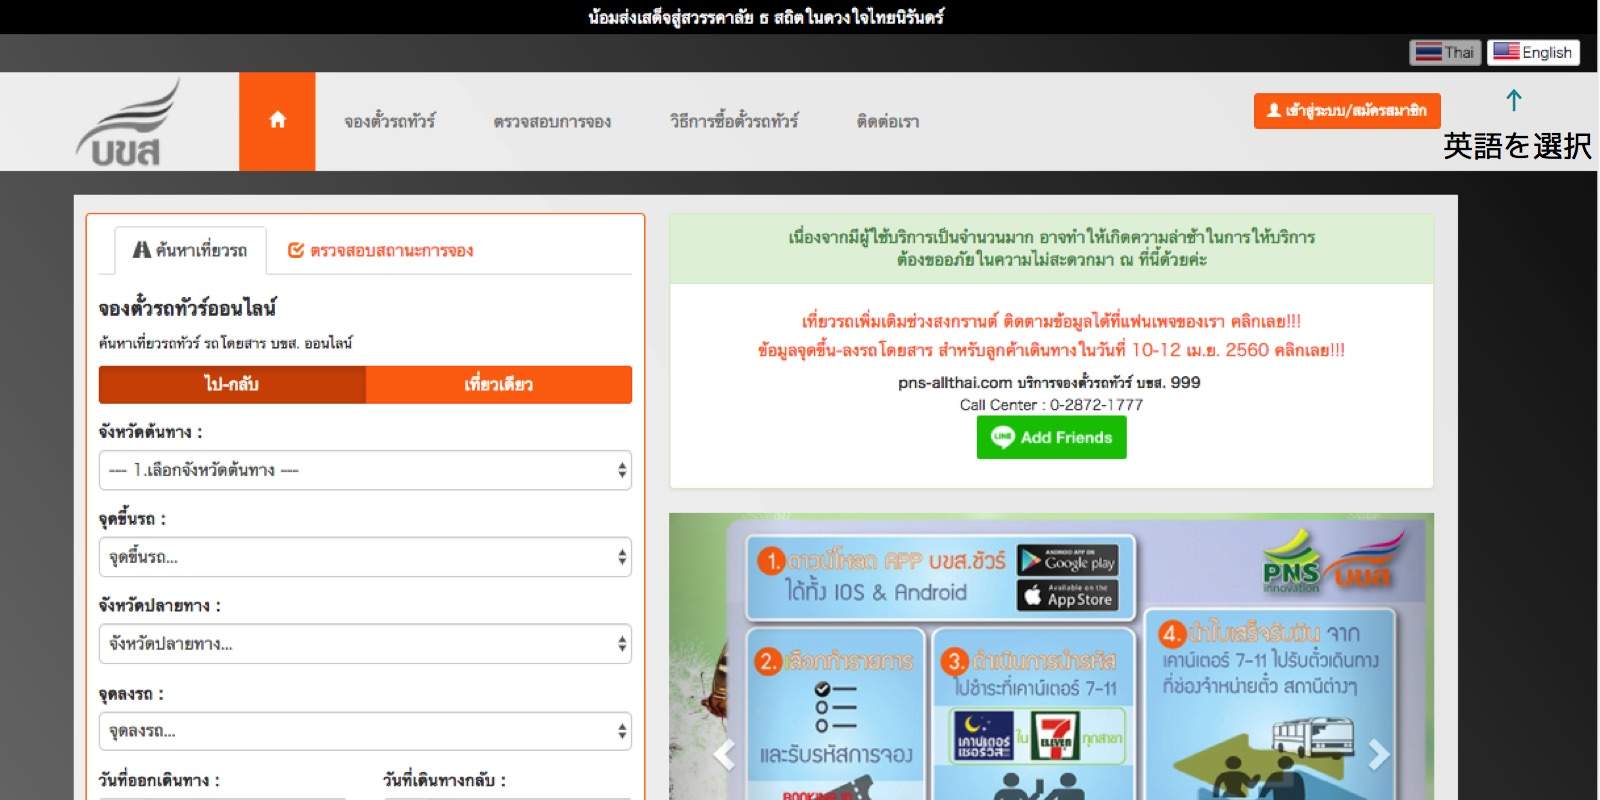 น้อมส่งเสด็จสู่สวรรคาลัย ธ สถิตในดวงใจไทยนิรันดร์
Thai
English
บขส
จองตั๋วรถทัวร์
ตรวจสอบการจอง
วิธีการซื้อตั๋วรถทัวร์
ติดต่อเรา
เข้าสู่ระบบ/สมัครสมาชิก
↑
英語を選択
ค้นหาเที่ยวรถ
ตรวจสอบสถานะการจอง
จองตั๋วรถทัวร์ออนไลน์
ค้นหาเที่ยวรถทัวร์ รถโดยสาร บขส. ออนไลน์
ไป-กลับ
เที่ยวเดียว
จังหวัดต้นทาง :
--- 1.เลือกจังหวัดต้นทาง ---
จุดขึ้นรถ :
จุดขึ้นรถ...
จังหวัดปลายทาง :
จังหวัดปลายทาง...
จุดลงรถ :
จุดลงรถ...
วันที่ออกเดินทาง :
วันที่เดินทางกลับ :
เนื่องจากมีผู้ใช้บริการเป็นจำนวนมาก อาจทำให้เกิดความล่าช้าในการให้บริการ
ต้องขออภัยในความไม่สะดวกมา ณ ที่นี้ด้วยค่ะ
เที่ยวรถเพิ่มเติมช่วงสงกรานต์ ติดตามข้อมูลได้ที่แฟนเพจของเรา คลิกเลย!!!
ข้อมูลจุดขึ้น-ลงรถโดยสาร สำหรับลูกค้าเดินทางในวันที่ 10-12 เม.ย. 2560 คลิกเลย!!!
pns-allthai.com บริการจองตั๋วรถทัวร์ บขส. 999
Call Center : 0-2872-1777
LINE Add Friends
1. ดาวน์โหลด APP บขส.ชัวร์
ได้ทั้ง IOS & Android
ANDROID APP ON
Google play
Available on the
App Store
PNS
innovation
บขส
2. เลือกทำรายการ
และรับรหัสการจอง
BOOKING ID
3. ดำเนินการนำรหัส
ไปชำระที่เคาน์เตอร์ 7-11
เคาน์เตอร์
เซอร์วิส
ใน
7 ELEVEN
ทุกสาขา
4. นำใบเสร็จรับเงิน จาก
เคาน์เตอร์ 7-11 ไปรับตั๋วเดินทาง
ที่ช่องจำหน่ายตั๋ว สถานีต่างๆ